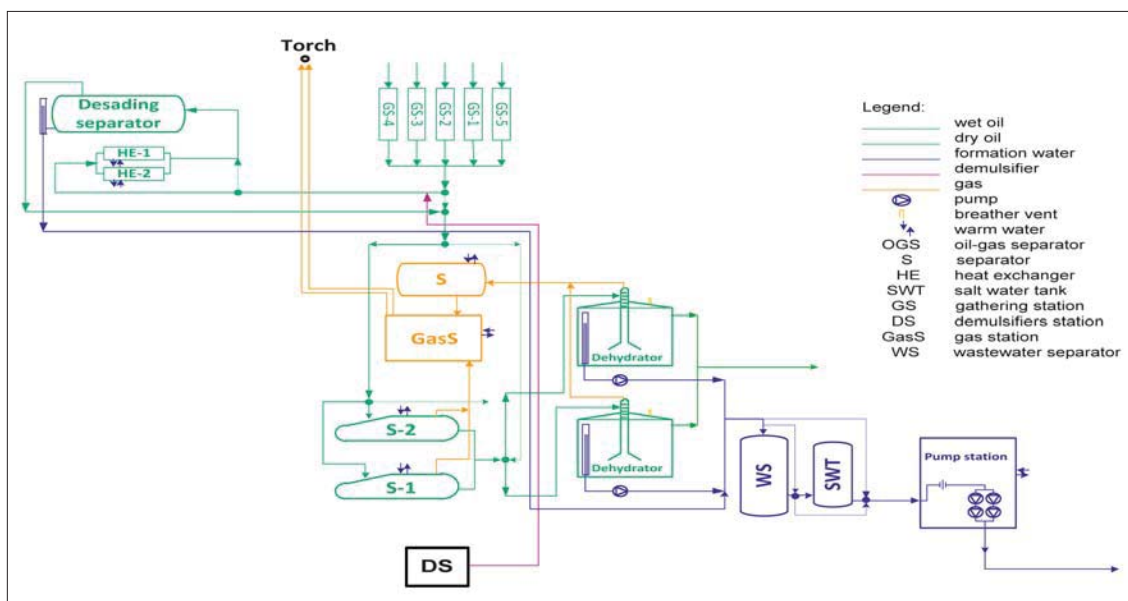 Torch
Desading
separator
HE-1
HE-2
GS-4
GS-3
GS-2
GS-1
GS-5
S
GasS
S-2
S-1
DS
Dehydrator
Dehydrator
WS
SWT
Pump station
Legend:
wet oil
dry oil
formation water
demulsifier
gas
pump
breather vent
warm water
OGS oil-gas separator
S separator
HE heat exchanger
SWT salt water tank
GS gathering station
DS demulsifiers station
GasS gas station
WS wastewater separator